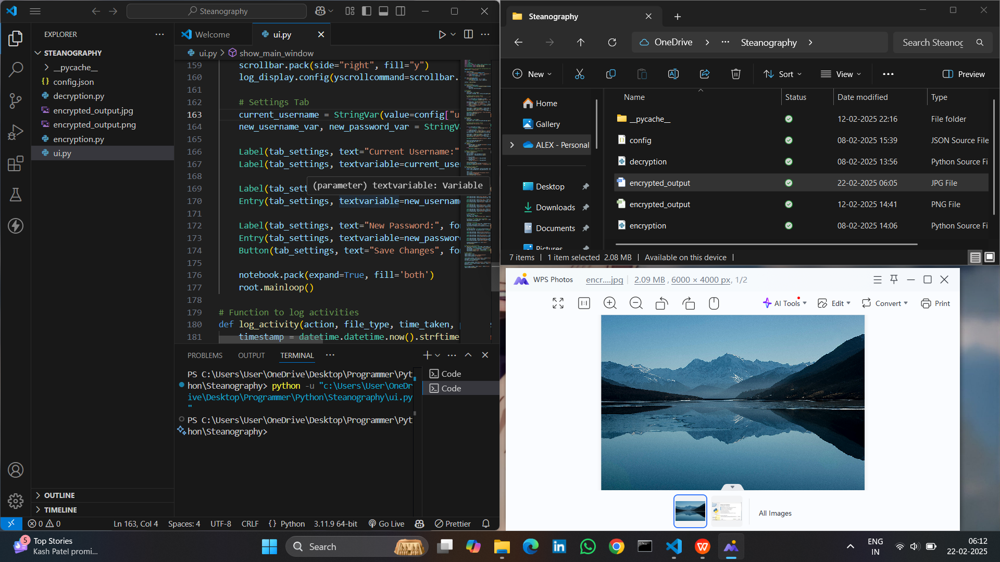 Steanography
EXPLORER
STEANOGRAPHY
__pycache__
config.json
decryption.py
encrypted_output.jpg
encrypted_output.png
encryption.py
ui.py
OUTLINE
TIMELINE
Welcome
ui.py
ui.py > show_main_window
159 scrollbar.pack(side="right", fill="y")
160 log_display.config(yscrollcommand=scrollbar.
161
162 # Settings Tab
163 current_username = StringVar(value=config["u
164 new_username_var, new_password_var = StringVa
165
166 Label(tab_settings, text="Current Username:"
167 Label(tab_settings, textvariable=current_use
168
(parameter) textvariable: Variable
169 Label(tab_set
170 Entry(tab_settings, textvariable=new_usernam
171
172 Label(tab_settings, text="New Password:", fo
173 Entry(tab_settings, textvariable=new_passwor
174 Button(tab_settings, text="Save Changes", fo
175
176 notebook.pack(expand=True, fill='both')
177 root.mainloop()
178
179 # Function to log activities
180 def log_activity(action, file_type, time_taken,
181 timestamp = datetime.datetime.now().strftime
PROBLEMS OUTPUT TERMINAL
PS C:\Users\User\OneDrive\Desktop\Programmer\Pyt
hon\Steanography> python -u "c:\Users\User\OneDr
ive\Desktop\Programmer\Python\Steanography\ui.py
"
PS C:\Users\User\OneDrive\Desktop\Programmer\Pyt
hon\Steanography>
Code
Code
0 0 Ln 163, Col 4 Spaces: 4 UTF-8 CRLF {} Python 3.11.9 64-bit Go Live Prettier
Steanography
OneDrive > ... Steanography >
Search Steanog
New Sort View Preview
Home
Gallery
ALEX - Personal
Desktop
Downloads
Documents
Pictures
Name Status Date modified Type
__pycache__ 12-02-2025 22:16 File folder
config 08-02-2025 15:39 JSON Source File
decryption 08-02-2025 13:56 Python Source Fi
encrypted_output 22-02-2025 06:05 JPG File
encrypted_output 12-02-2025 14:41 PNG File
encryption 08-02-2025 14:06 Python Source Fi
7 items | 1 item selected 2.08 MB | Available on this device |
WPS Photos encr....jpg | 2.09 MB , 6000 × 4000 px, 1/2
1:1 AI Tools Edit Convert Print
All Images
5
Top Stories
Kash Patel promi...
Search
ENG
IN
06:12
22-02-2025